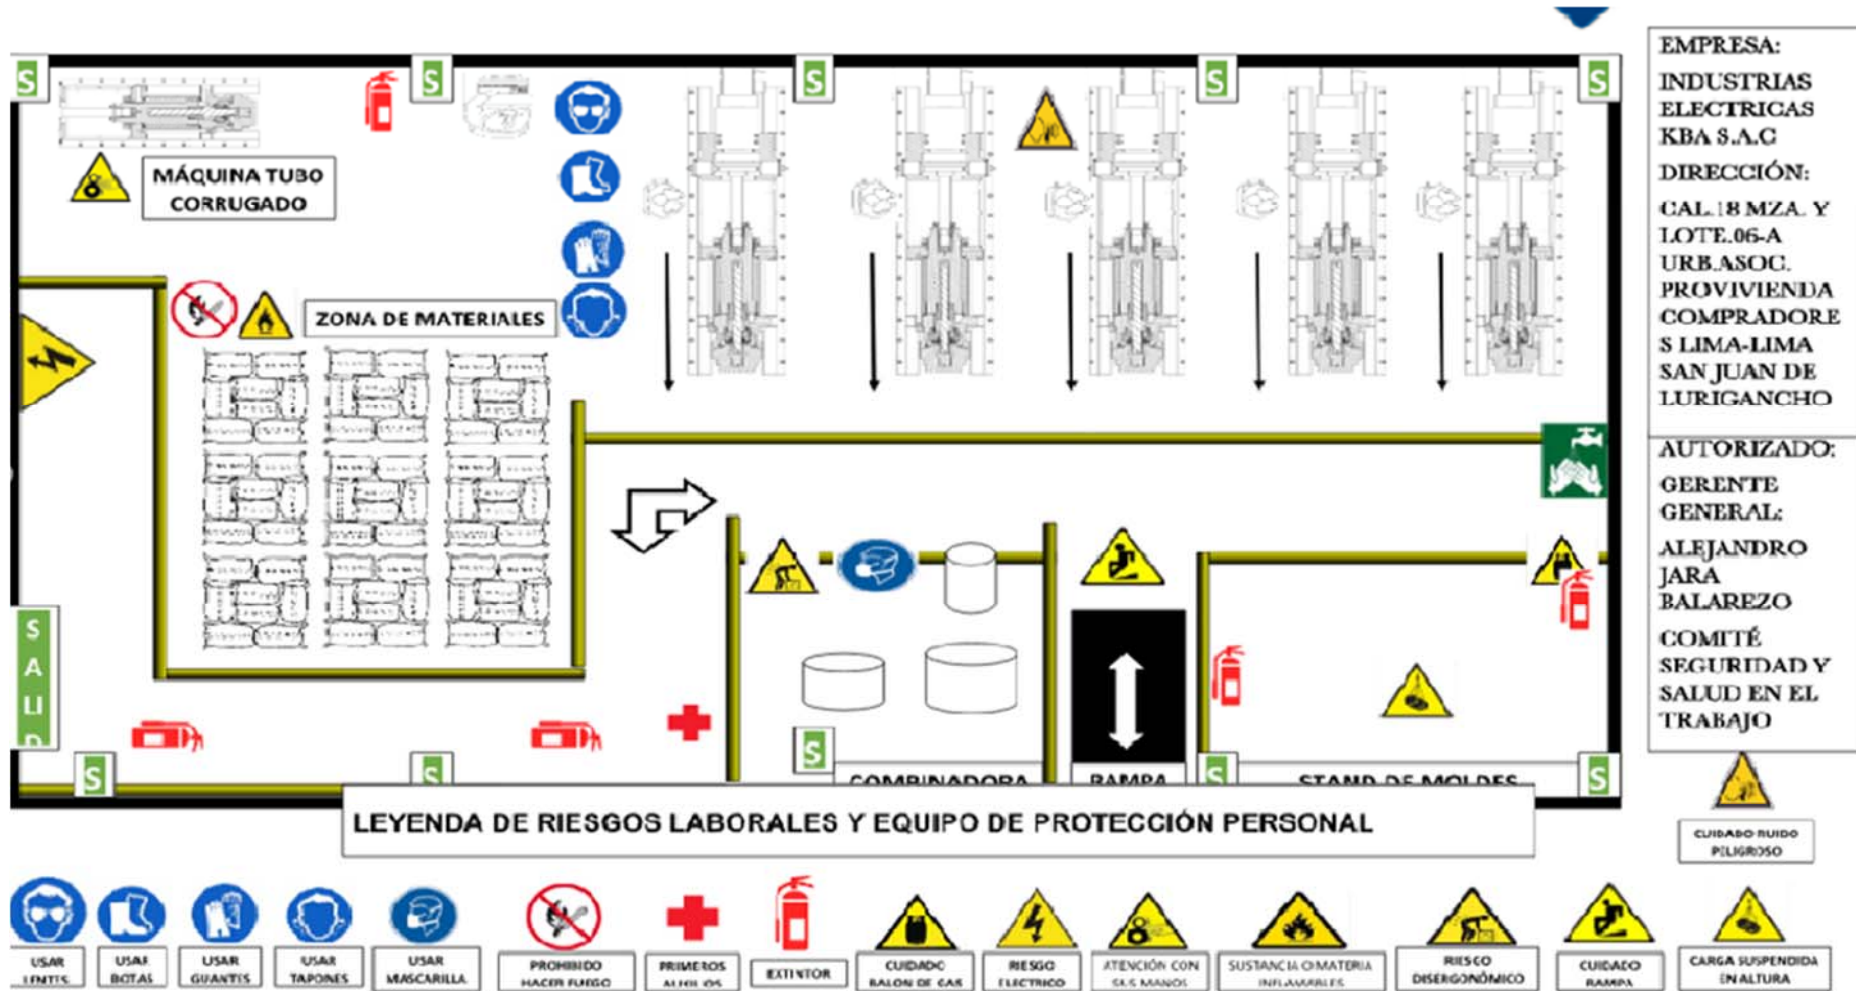 S
S
S
S
S
MÁQUINA TUBO
CORRUGADO
ZONA DE MATERIALES
S
A
LI
D
S
S
S
COMBINADORA
RAMPA
S
STAND DE MOLDES
S
EMPRESA:
INDUSTRIAS
ELECTRICAS
KBA S.A.C
DIRECCIÓN:
CAL.18 MZA. Y
LOTE.06-A
URB.ASOC.
PROVIVIENDA
COMPRADORE
S LIMA-LIMA
SAN JUAN DE
LURIGANCHO
AUTORIZADO:
GERENTE
GENERAL:
ALEJANDRO
JARA
BALAREZO
COMITÉ
SEGURIDAD Y
SALUD EN EL
TRABAJO
CUIDADO RUIDO
PELIGROSO
LEYENDA DE RIESGOS LABORALES Y EQUIPO DE PROTECCIÓN PERSONAL
USAR
LENTES
USAR
BOTAS
USAR
GUANTES
USAR
TAPONES
USAR
MASCARILLA
PROHIBIDO
HACER FUEGO
PRIMEROS
AUXILIOS
EXTINTOR
CUIDADO
BALON DE GAS
RIESGO
ELECTRICO
ATENCIÓN CON
SUS MANOS
SUSTANCIA O MATERIA
INFLAMABLES
RIESCO
DISERGONÓMICO
CUIDADO
RAMPA
CARGA SUSPENDIDA
EN ALTURA